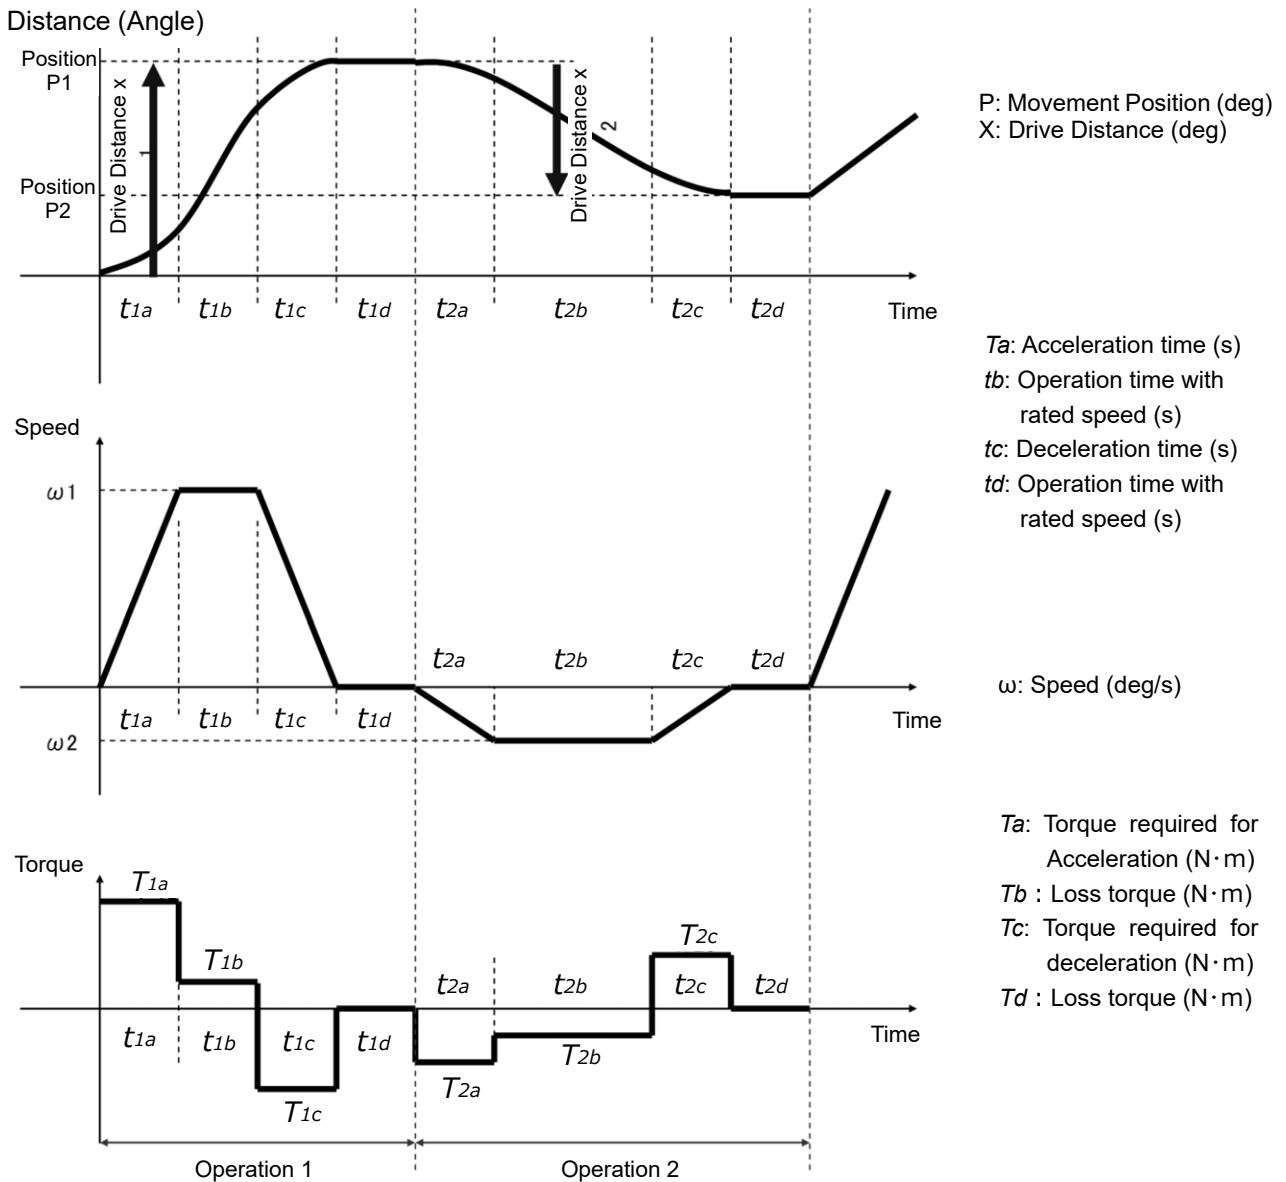 Distance (Angle)
Position
P1
Drive Distance x
1
Drive Distance x
2
Position
P2
t1a t1b t1c t1d t2a t2b t2c t2d
Time
P: Movement Position (deg)
X: Drive Distance (deg)
Ta: Acceleration time (s)
tb: Operation time with
rated speed (s)
tc: Deceleration time (s)
td: Operation time with
rated speed (s)
Speed
ω1
t2a t2b t2c t2d
t1a t1b t1c t1d
Time
ω2
ω: Speed (deg/s)
Torque
T1a
T1b
T2c
t2a t2b t2c t2d
t1a t1b t1c t1d
Time
T2b
T2a
T1c
Operation 1
Operation 2
Ta: Torque required for
Acceleration (N･m)
Tb : Loss torque (N･m)
Tc: Torque required for
deceleration (N･m)
Td : Loss torque (N･m)